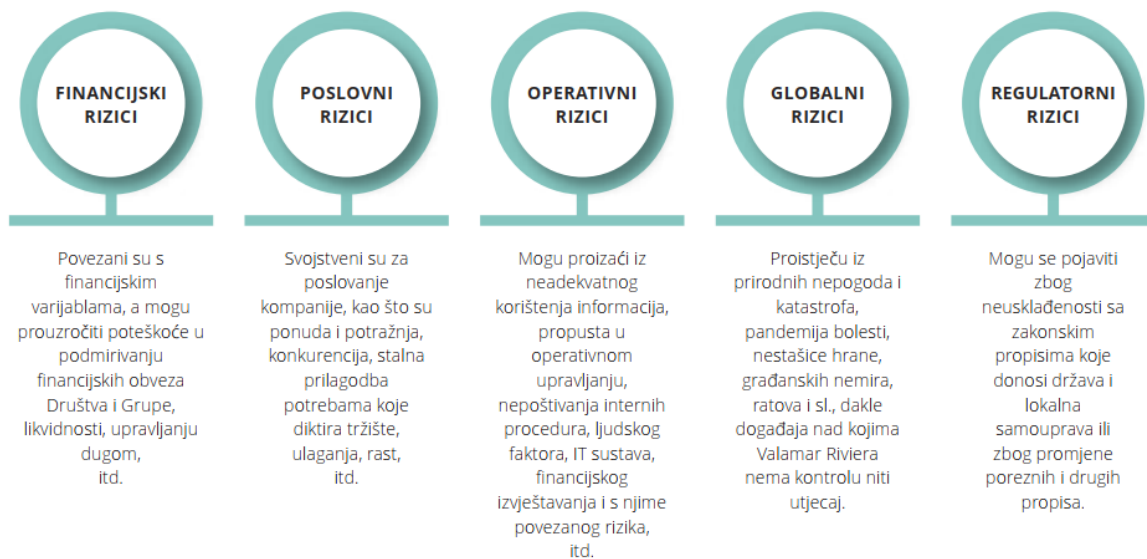 FINANCIJSKI
RIZICI
Povezani su s
financijskim
varijablama, a mogu
prouzročiti poteškoće u
podmirivanju
financijskih obveza
Društva i Grupe,
likvidnosti, upravljanju
dugom,
itd.
POSLOVNI
RIZICI
Svojstveni su za
poslovanje
kompanije, kao što su
ponuda i potražnja,
konkurencija, stalna
prilagodba
potrebama koje
diktira tržište,
ulaganja, rast,
itd.
OPERATIVNI
RIZICI
Mogu proizaći iz
neadekvatnog
korištenja informacija,
propusta u
operativnom
upravljanju,
nepoštivanja internih
procedura, ljudskog
faktora, IT sustava,
financijskog
izvještavanja i s njime
povezanog rizika,
itd.
GLOBALNI
RIZICI
Proistječu iz
prirodnih nepogoda i
katastrofa,
pandemija bolesti,
nestašice hrane,
građanskih nemira,
ratova i sl., dakle
događaja nad kojima
Valamar Riviera
nema kontrolu niti
utjecaj.
REGULATORNI
RIZICI
Mogu se pojaviti
zbog
neusklađenosti sa
zakonskim
propisima koje
donosi država i
lokalna
samouprava ili
zbog promjene
poreznih i drugih
propisa.